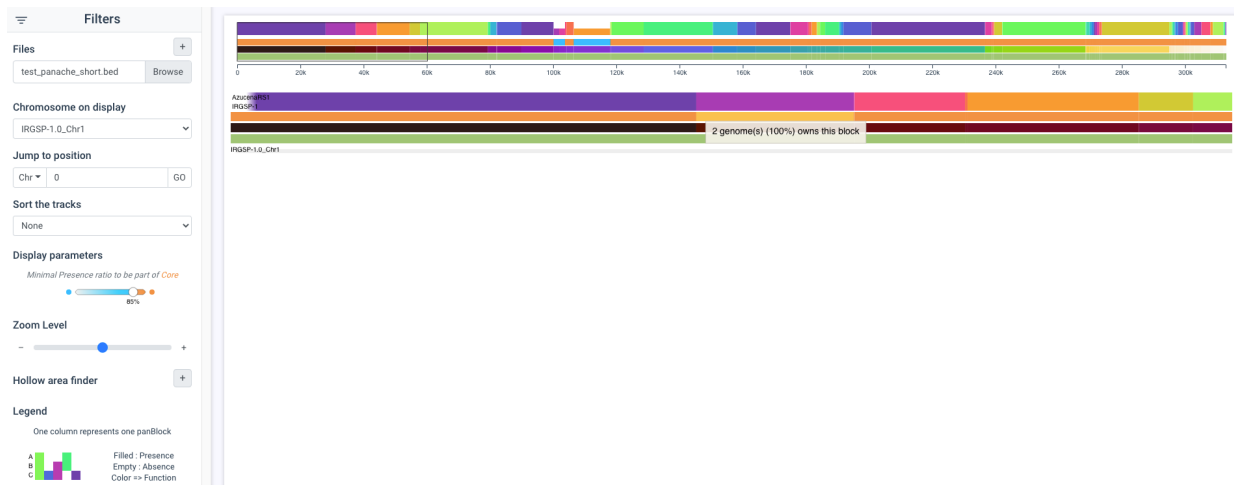 Filters
Files
+
test_panache_short.bed
Browse
Chromosome on display
IRGSP-1.0_Chr1
Jump to position
Chr
0
GO
Sort the tracks
None
Display parameters
Minimal Presence ratio to be part of Core
85%
Zoom Level
− +
Hollow area finder
+
Legend
One column represents one panBlock
A
B
C
Filled : Presence
Empty : Absence
Color => Function
0 20k 40k 60k 80k 100k 120k 140k 160k 180k 200k 220k 240k 260k 280k 300k
AzucenaRS1
IRGSP-1
2 genome(s) (100%) owns this block
IRGSP-1.0_Chr1